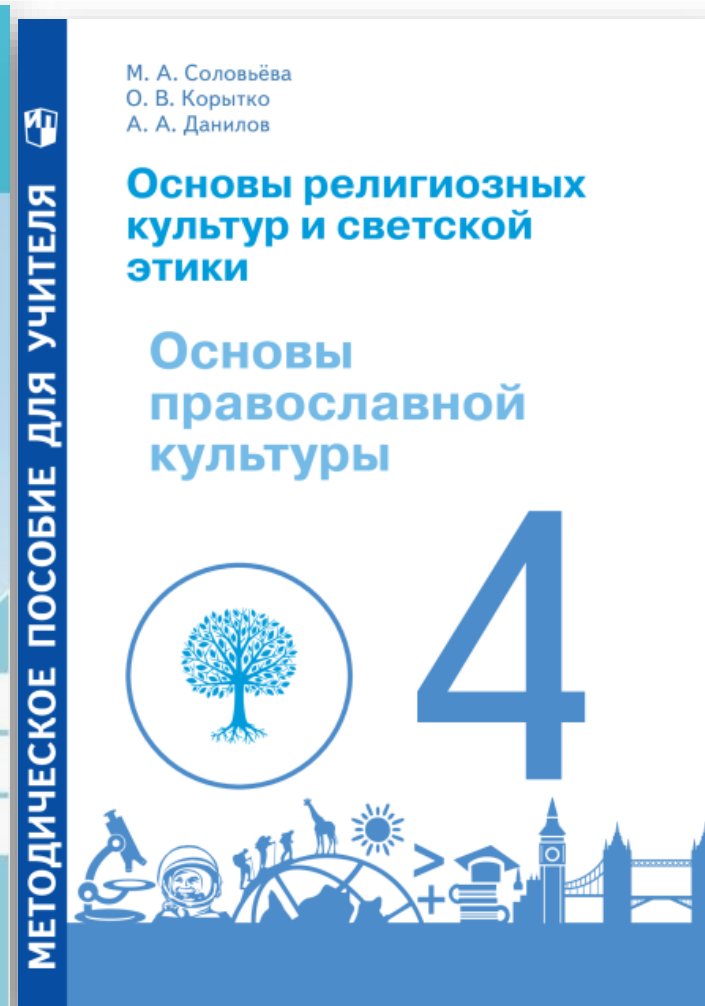 М. А. Соловьёва
О. В. Корытко
А. А. Данилов
Основы религиозных
культур и светской
этики
Основы
православной
культуры
4
МЕТОДИЧЕСКОЕ ПОСОБИЕ ДЛЯ УЧИТЕЛЯ